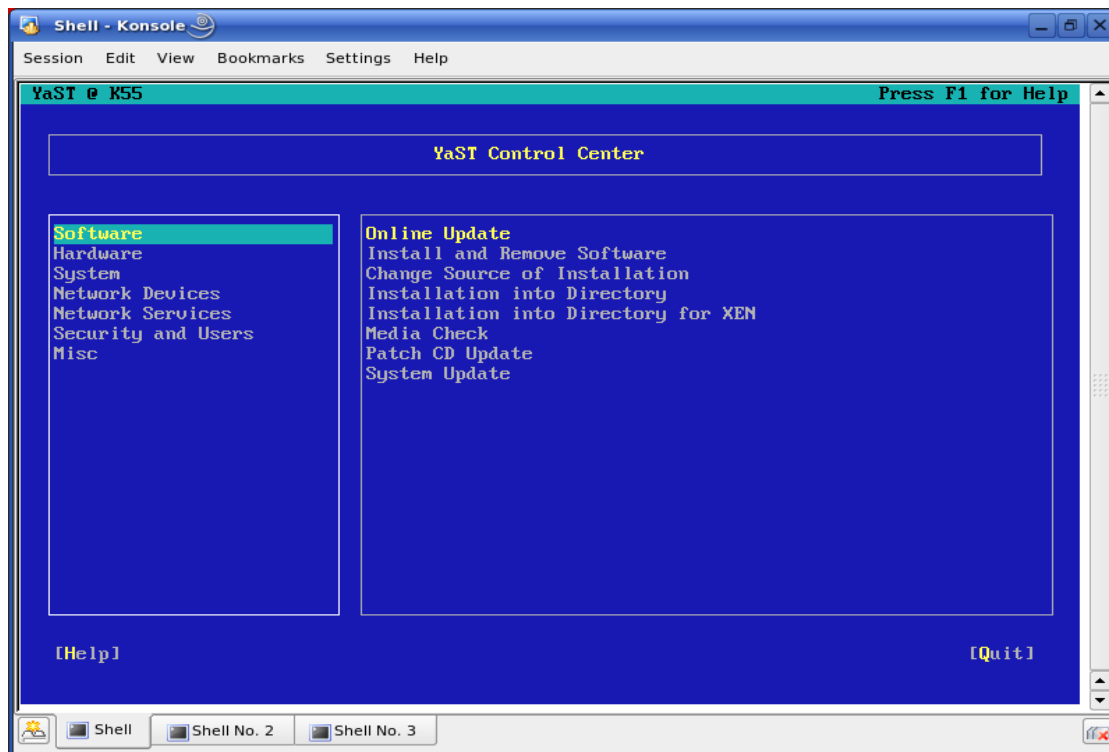 Shell - Konsole
Session Edit View Bookmarks Settings Help
YaST @ K55 Press F1 for Help
YaST Control Center
Software
Hardware
System
Network Devices
Network Services
Security and Users
Misc
Online Update
Install and Remove Software
Change Source of Installation
Installation into Directory
Installation into Directory for XEN
Media Check
Patch CD Update
System Update
[Help] [Quit]
Shell Shell No. 2 Shell No. 3